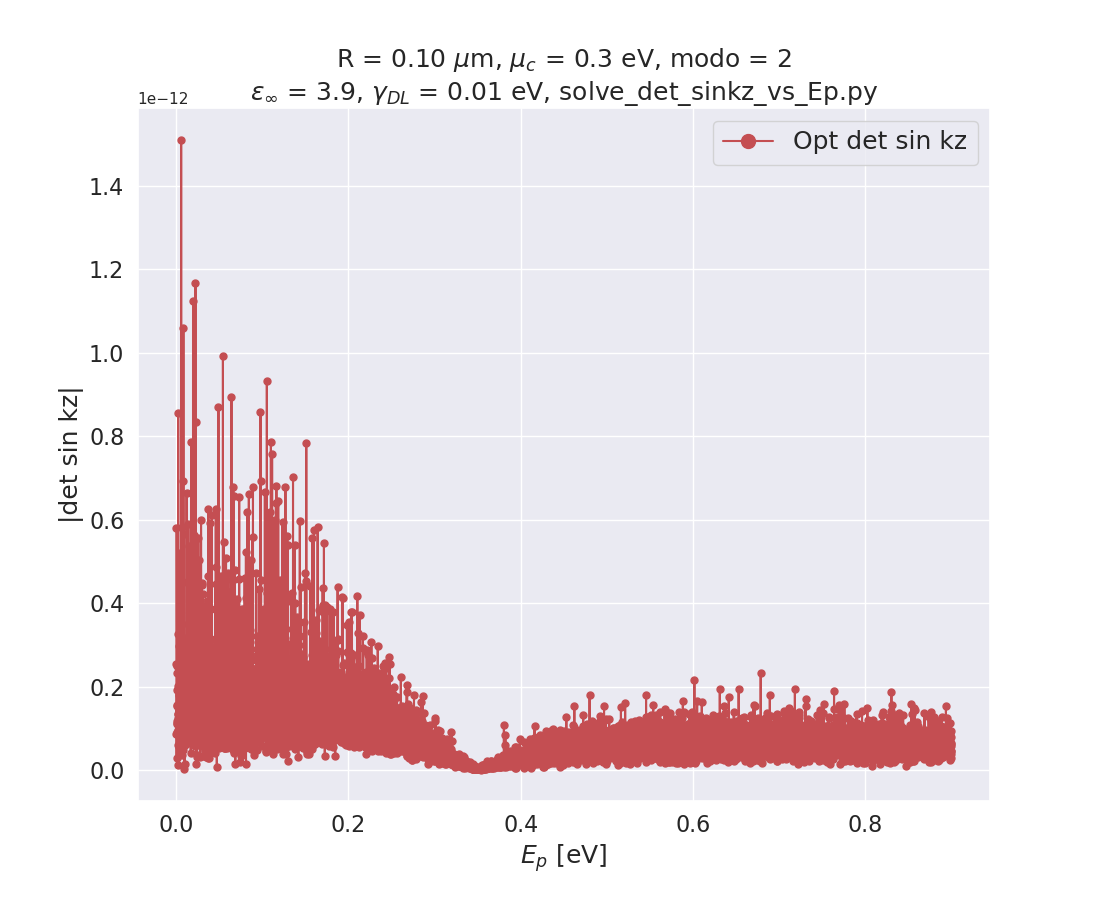 R = 0.10 μm, μ_c = 0.3 eV, modo = 2
ε_∞ = 3.9, γ_DL = 0.01 eV, solve_det_sinkz_vs_Ep.py
1e−12
Opt det sin kz
1.4
1.2
1.0
0.8
0.6
0.4
0.2
0.0
|det sin kz|
0.0 0.2 0.4 0.6 0.8
E_p [eV]